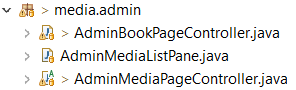 > media.admin
> AdminBookPageController.java
AdminMediaListPane.java
> AdminMediaPageController.java